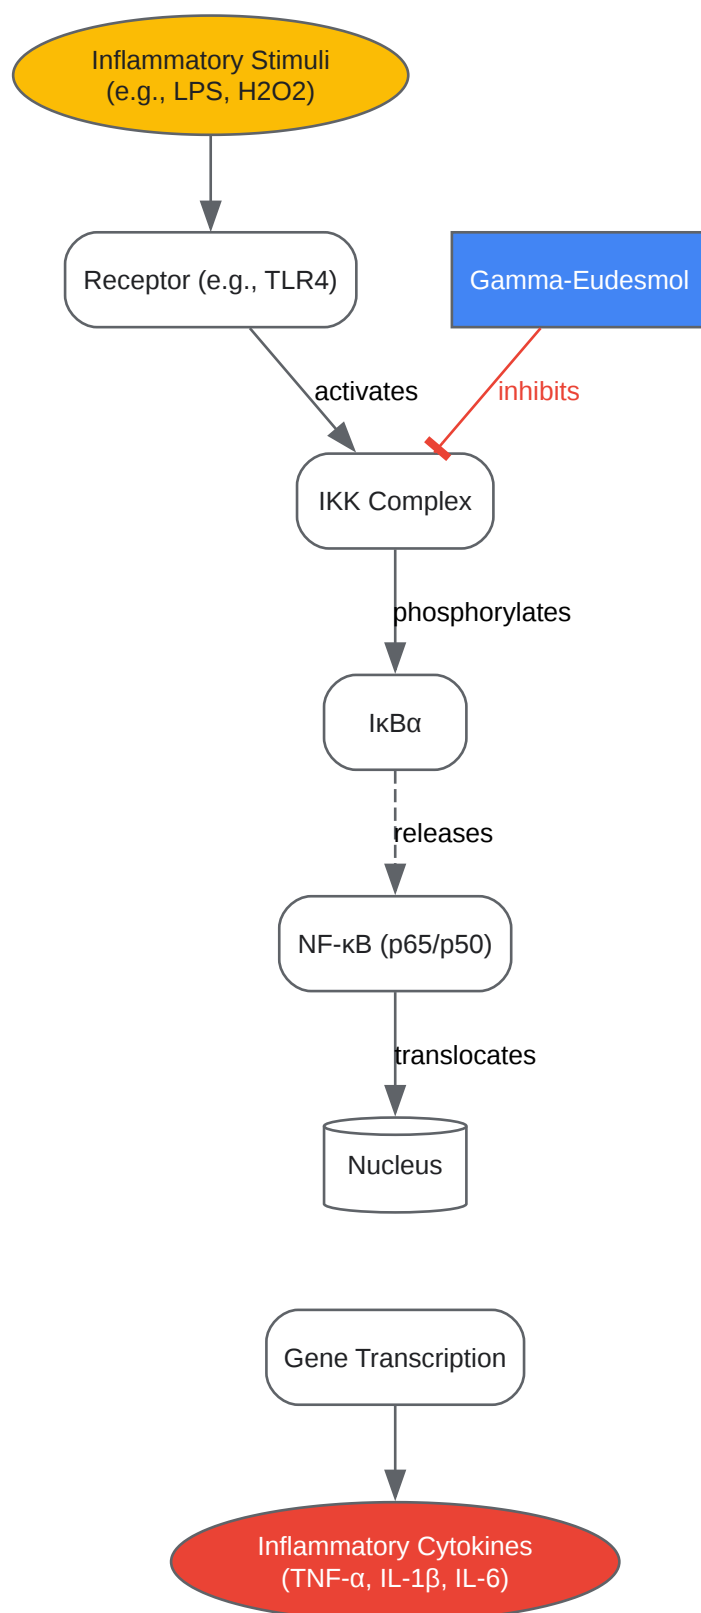 Inflammatory Stimuli
(e.g., LPS, H2O2)
Receptor (e.g., TLR4)
Gamma-Eudesmol
activates
inhibits
IKK Complex
phosphorylates
IκBα
releases
NF-κB (p65/p50)
translocates
Nucleus
Gene Transcription
Inflammatory Cytokines
(TNF-α, IL-1β, IL-6)